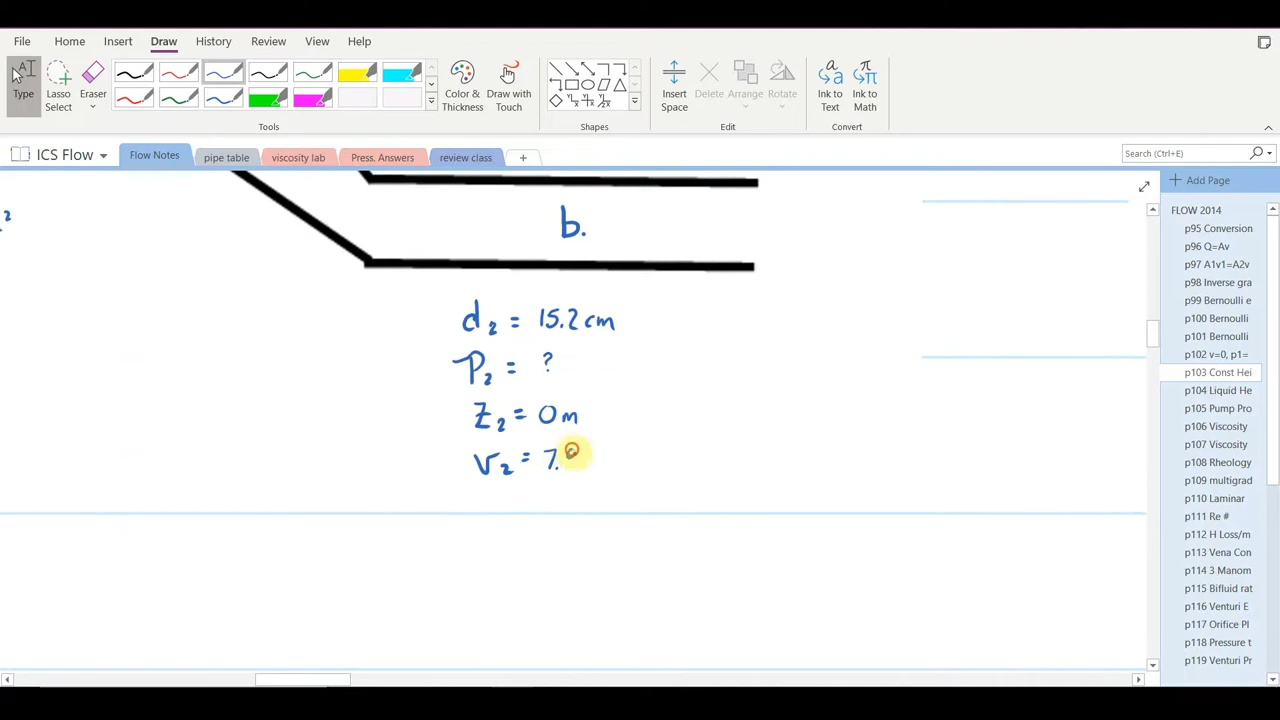 File Home Insert Draw History Review View Help
Type
Lasso Select
Eraser
Color & Thickness
Draw with Touch
Insert Space
Delete
Arrange
Rotate
Ink to Text
Ink to Math
Tools
Shapes
Edit
Convert
ICS Flow
Flow Notes
pipe table
viscosity lab
Press. Answers
review class
Search (Ctrl+E)
Add Page
FLOW 2014
p95 Conversion
p96 Q=Av
p97 A1v1=A2v
p98 Inverse gra
p99 Bernoulli e
p100 Bernoulli
p101 Bernoulli
p102 v=0, p1=
p103 Const Hei
p104 Liquid He
p105 Pump Pro
p106 Viscosity
p107 Viscosity
p108 Rheology
p109 multigrad
p110 Laminar
p111 Re #
p112 H Loss/m
p113 Vena Con
p114 3 Manom
p115 Bifluid rat
p116 Venturi E
p117 Orifice Pl
p118 Pressure t
p119 Venturi Pr
2
b.
d₂ = 15.2 cm
P₂ = ?
Z₂ = 0 m
v₂ = 7.